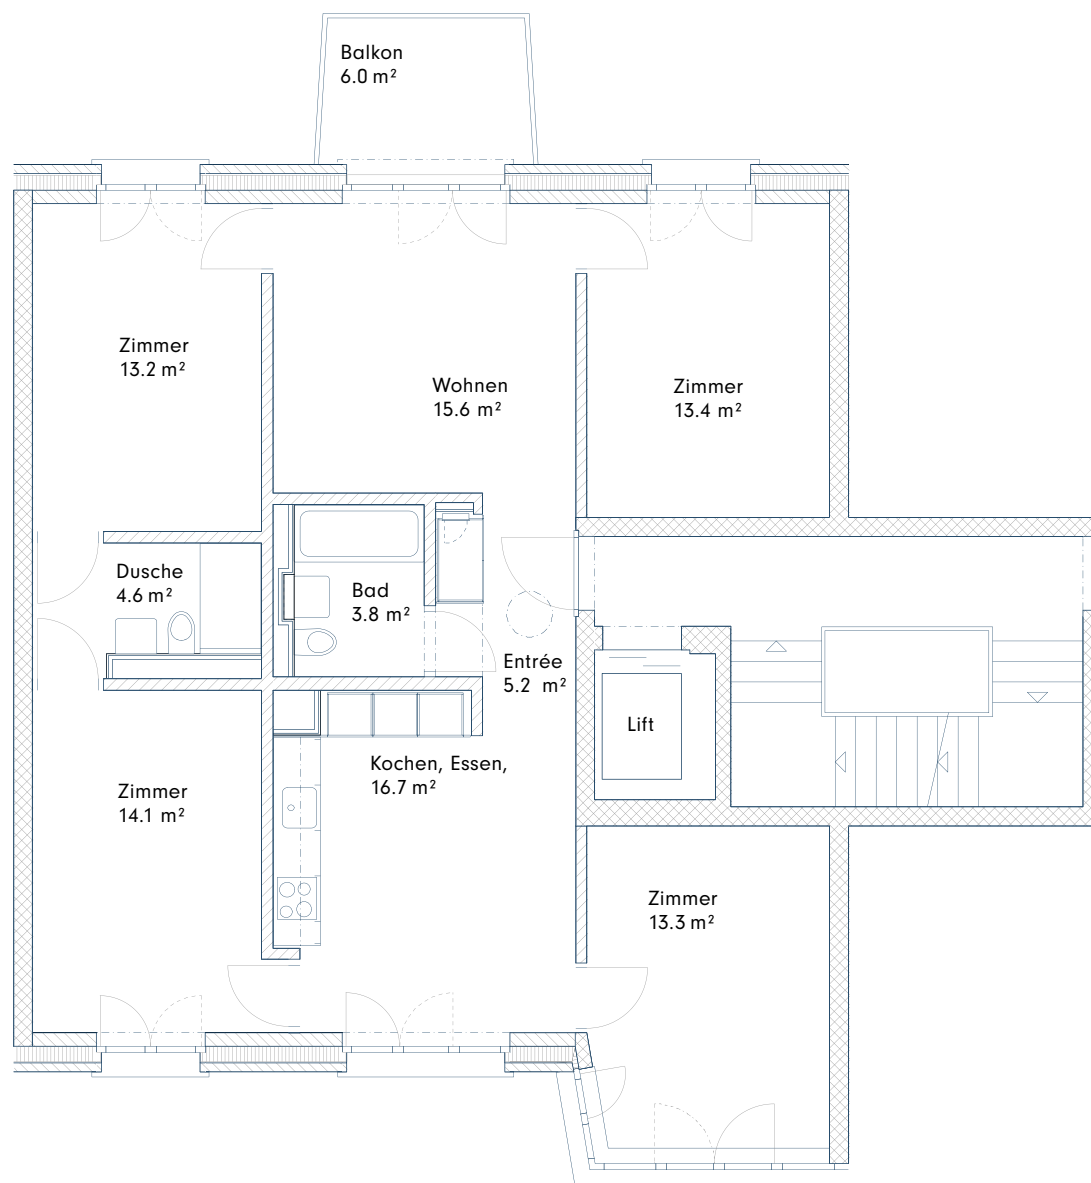 Balkon
6.0 m²
Zimmer
13.2 m²
Wohnen
15.6 m²
Zimmer
13.4 m²
Dusche
4.6 m²
Bad
3.8 m²
Entrée
5.2 m²
Lift
Kochen, Essen,
16.7 m²
Zimmer
14.1 m²
Zimmer
13.3 m²